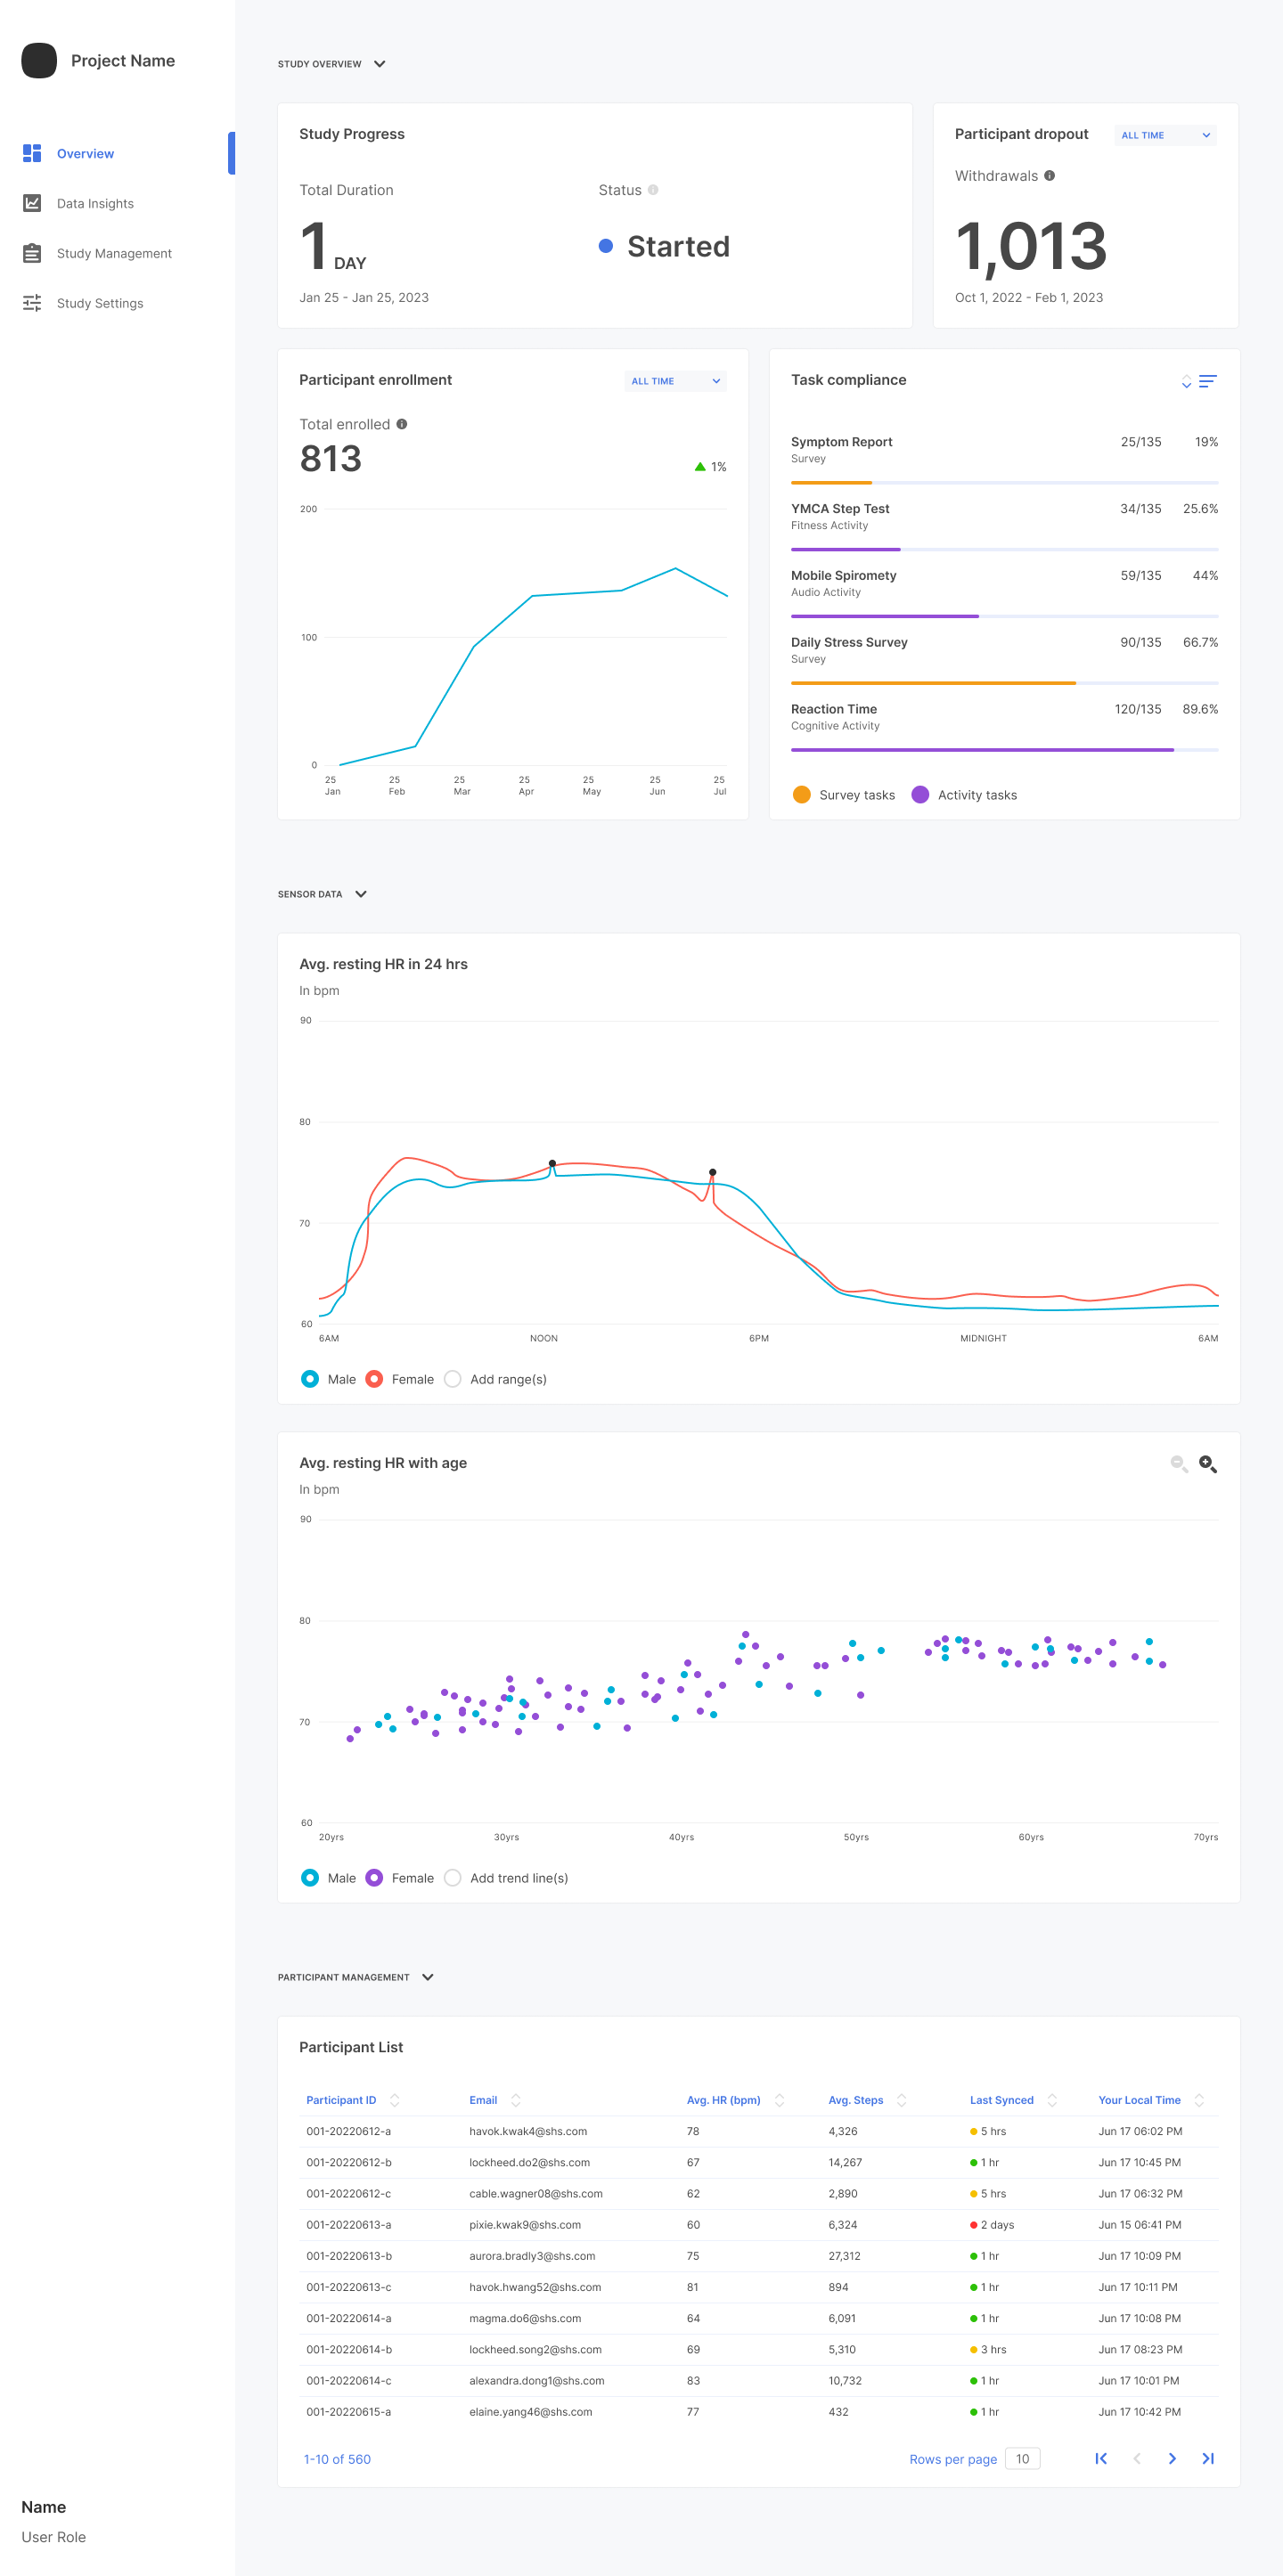 Project Name
Overview
Data Insights
Study Management
Study Settings
STUDY OVERVIEW
Study Progress
Total Duration
1 DAY
Jan 25 - Jan 25, 2023
Status
Started
Participant dropout
ALL TIME
Withdrawals
1,013
Oct 1, 2022 - Feb 1, 2023
Participant enrollment
ALL TIME
Total enrolled
813
1%
200
100
0
25 Jan
25 Feb
25 Mar
25 Apr
25 May
25 Jun
25 Jul
Task compliance
Symptom Report 25/135 19%
Survey
YMCA Step Test 34/135 25.6%
Fitness Activity
Mobile Spiromety 59/135 44%
Audio Activity
Daily Stress Survey 90/135 66.7%
Survey
Reaction Time 120/135 89.6%
Cognitive Activity
Survey tasks Activity tasks
SENSOR DATA
Avg. resting HR in 24 hrs
In bpm
90
80
70
60
6AM NOON 6PM MIDNIGHT 6AM
Male Female Add range(s)
Avg. resting HR with age
In bpm
90
80
70
60
20yrs 30yrs 40yrs 50yrs 60yrs 70yrs
Male Female Add trend line(s)
PARTICIPANT MANAGEMENT
Participant List
Participant ID Email Avg. HR (bpm) Avg. Steps Last Synced Your Local Time
001-20220612-a havok.kwak4@shs.com 78 4,326 5 hrs Jun 17 06:02 PM
001-20220612-b lockheed.do2@shs.com 67 14,267 1 hr Jun 17 10:45 PM
001-20220612-c cable.wagner08@shs.com 62 2,890 5 hrs Jun 17 06:32 PM
001-20220613-a pixie.kwak9@shs.com 60 6,324 2 days Jun 15 06:41 PM
001-20220613-b aurora.bradly3@shs.com 75 27,312 1 hr Jun 17 10:09 PM
001-20220613-c havok.hwang52@shs.com 81 894 1 hr Jun 17 10:11 PM
001-20220614-a magma.do6@shs.com 64 6,091 1 hr Jun 17 10:08 PM
001-20220614-b lockheed.song2@shs.com 69 5,310 3 hrs Jun 17 08:23 PM
001-20220614-c alexandra.dong1@shs.com 83 10,732 1 hr Jun 17 10:01 PM
001-20220615-a elaine.yang46@shs.com 77 432 1 hr Jun 17 10:42 PM
1-10 of 560 Rows per page 10
Name
User Role